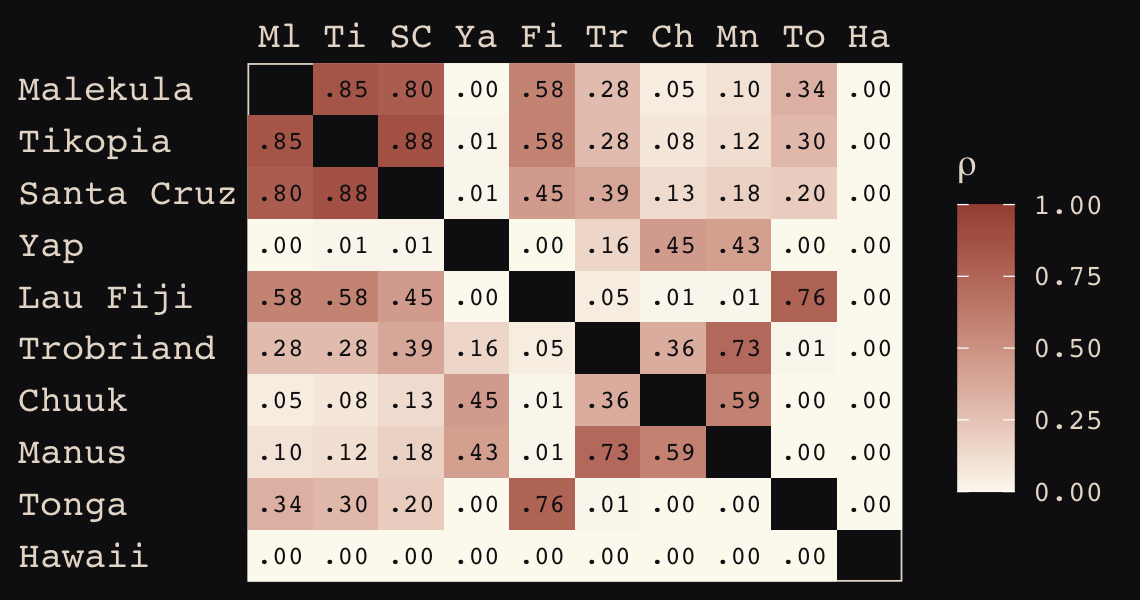 Ml Ti SC Ya Fi Tr Ch Mn To Ha
Malekula .85 .80 .00 .58 .28 .05 .10 .34 .00
Tikopia .85 .88 .01 .58 .28 .08 .12 .30 .00
Santa Cruz .80 .88 .01 .45 .39 .13 .18 .20 .00
Yap .00 .01 .01 .00 .16 .45 .43 .00 .00
Lau Fiji .58 .58 .45 .00 .05 .01 .01 .76 .00
Trobriand .28 .28 .39 .16 .05 .36 .73 .01 .00
Chuuk .05 .08 .13 .45 .01 .36 .59 .00 .00
Manus .10 .12 .18 .43 .01 .73 .59 .00 .00
Tonga .34 .30 .20 .00 .76 .01 .00 .00 .00
Hawaii .00 .00 .00 .00 .00 .00 .00 .00 .00
ρ
1.00
0.75
0.50
0.25
0.00